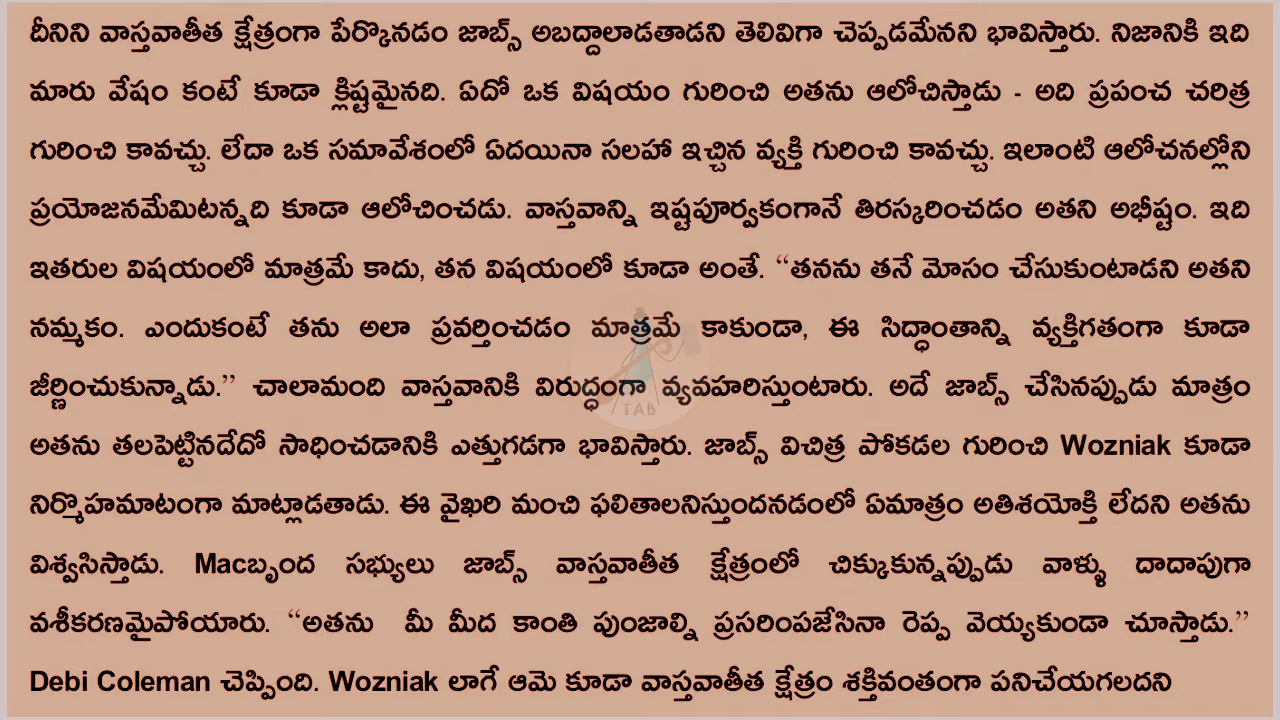 దీనిని వాస్తవాతీత క్షేత్రంగా పేర్కొనడం జాబ్స్ అబద్దాలాడతాడని తెలివిగా చెప్పడమేనని భావిస్తారు. నిజానికి ఇది
మారు వేషం కంటే కూడా క్లిష్టమైనది. ఏదో ఒక విషయం గురించి అతను ఆలోచిస్తాడు - అది ప్రపంచ చరిత్ర
గురించి కావచ్చు. లేదా ఒక సమావేశంలో ఏదయినా సలహా ఇచ్చిన వ్యక్తి గురించి కావచ్చు. ఇలాంటి ఆలోచనల్లోని
ప్రయోజనమేమిటన్నది కూడా ఆలోచించడు. వాస్తవాన్ని ఇష్టపూర్వకంగానే తిరస్కరించడం అతని అభీష్టం. ఇది
ఇతరుల విషయంలో మాత్రమే కాదు, తన విషయంలో కూడా అంతే. “తనను తనే మోసం చేసుకుంటాడని అతని
నమ్మకం. ఎందుకంటే తను అలా ప్రవర్తించడం మాత్రమే కాకుండా, ఈ సిద్ధాంతాన్ని వ్యక్తిగతంగా కూడా
జీర్ణించుకున్నాడు.” చాలామంది వాస్తవానికి విరుద్ధంగా వ్యవహరిస్తుంటారు. అదే జాబ్స్ చేసినప్పుడు మాత్రం
అతను తలపెట్టినదేదో సాధించడానికి ఎత్తుగడగా భావిస్తారు. జాబ్స్ విచిత్ర పోకడల గురించి Wozniak కూడా
నిర్మొహమాటంగా మాట్లాడతాడు. ఈ వైఖరి మంచి ఫలితాలనిస్తుందనడంలో ఏమాత్రం అతిశయోక్తి లేదని అతను
విశ్వసిస్తాడు. Macబృంద సభ్యులు జాబ్స్ వాస్తవాతీత క్షేత్రంలో చిక్కుకున్నప్పుడు వాళ్ళు దాదాపుగా
వశీకరణమైపోయారు. “అతను మీ మీద కాంతి పుంజాల్ని ప్రసరింపజేసినా రెప్ప వెయ్యకుండా చూస్తాడు.”
Debi Coleman చెప్పింది. Wozniak లాగే ఆమె కూడా వాస్తవాతీత క్షేత్రం శక్తివంతంగా పనిచేయగలదని
TAB